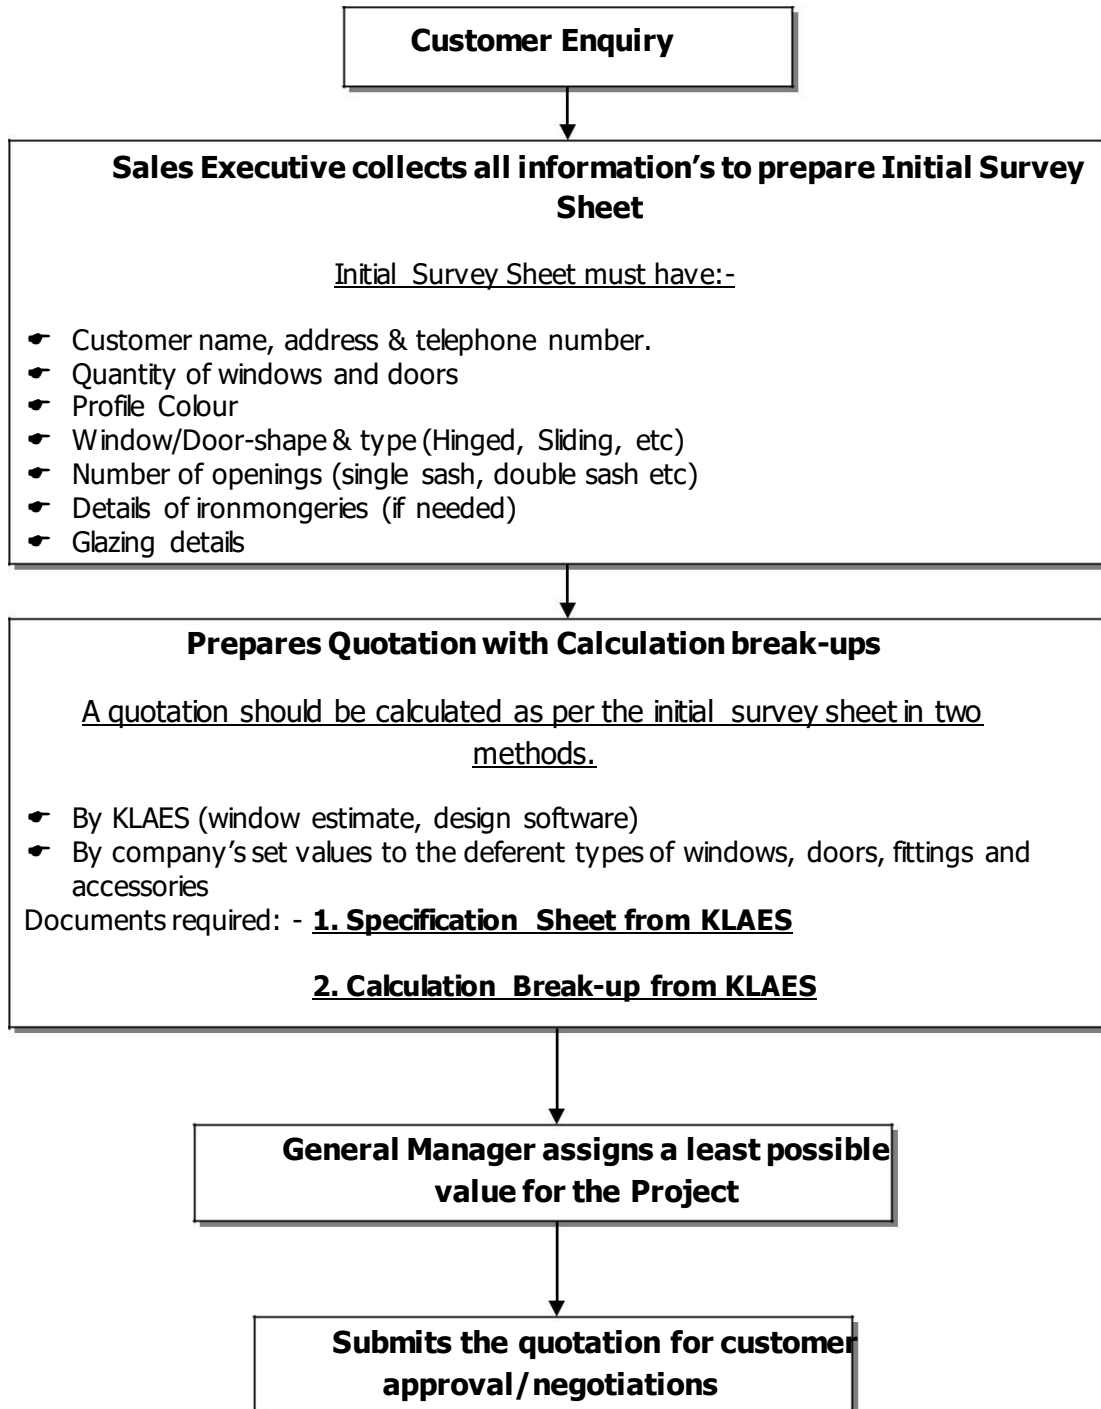 Customer Enquiry
Sales Executive collects all information's to prepare Initial Survey
Sheet
Initial Survey Sheet must have:-
☛ Customer name, address & telephone number.
☛ Quantity of windows and doors
☛ Profile Colour
☛ Window/Door-shape & type (Hinged, Sliding, etc)
☛ Number of openings (single sash, double sash etc)
☛ Details of ironmongeries (if needed)
☛ Glazing details
Prepares Quotation with Calculation break-ups
A quotation should be calculated as per the initial survey sheet in two
methods.
☛ By KLAES (window estimate, design software)
☛ By company's set values to the deferent types of windows, doors, fittings and
accessories
Documents required: - 1. Specification Sheet from KLAES
2. Calculation Break-up from KLAES
General Manager assigns a least possible
value for the Project
Submits the quotation for customer
approval/negotiations